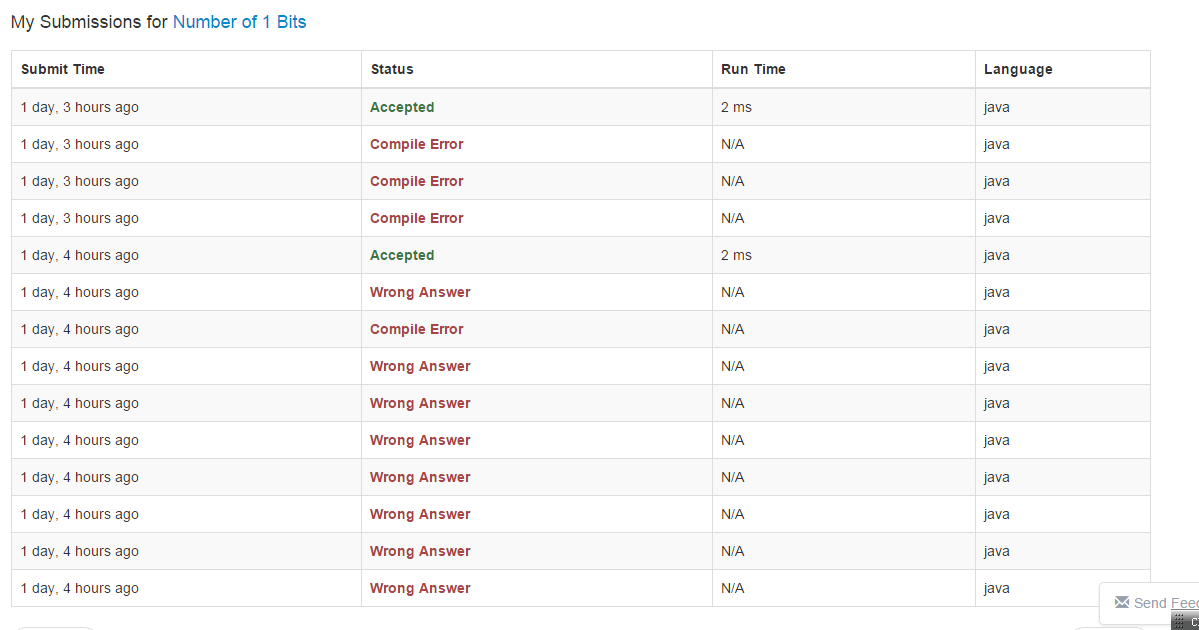 My Submissions for Number of 1 Bits
Submit Time Status Run Time Language
1 day, 3 hours ago Accepted 2 ms java
1 day, 3 hours ago Compile Error N/A java
1 day, 3 hours ago Compile Error N/A java
1 day, 3 hours ago Compile Error N/A java
1 day, 4 hours ago Accepted 2 ms java
1 day, 4 hours ago Wrong Answer N/A java
1 day, 4 hours ago Compile Error N/A java
1 day, 4 hours ago Wrong Answer N/A java
1 day, 4 hours ago Wrong Answer N/A java
1 day, 4 hours ago Wrong Answer N/A java
1 day, 4 hours ago Wrong Answer N/A java
1 day, 4 hours ago Wrong Answer N/A java
1 day, 4 hours ago Wrong Answer N/A java
1 day, 4 hours ago Wrong Answer N/A java
Send Feed